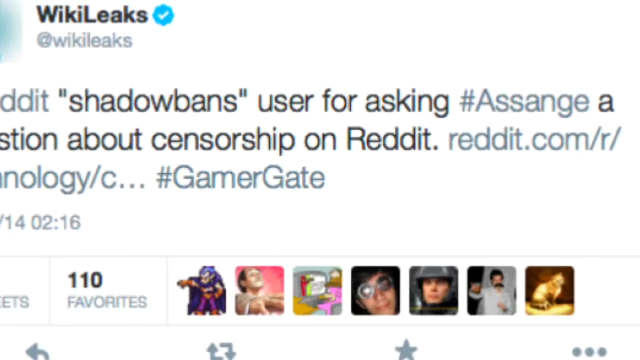 WikiLeaks
@wikileaks
ddit "shadowbans" user for asking #Assange a
stion about censorship on Reddit. reddit.com/r/
nology/c... #GamerGate
/14 02:16
110
EETS FAVORITES